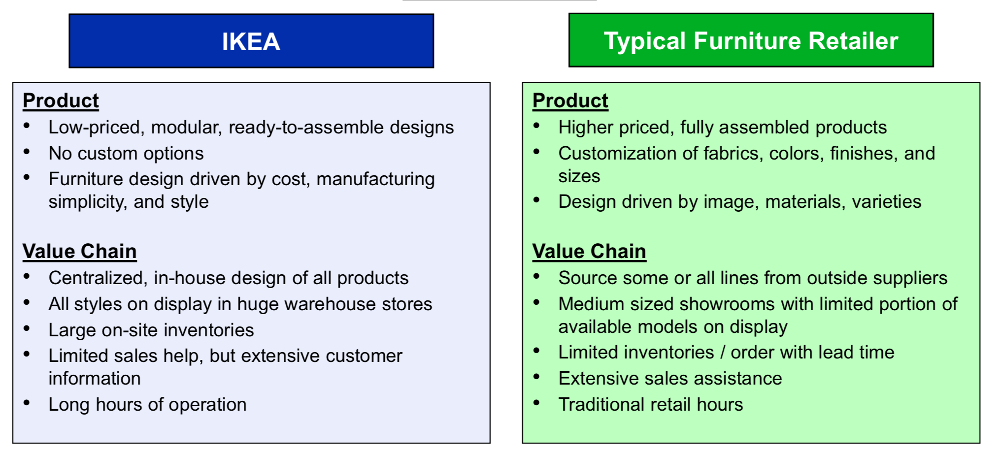 IKEA
Product
• Low-priced, modular, ready-to-assemble designs
• No custom options
• Furniture design driven by cost, manufacturing
simplicity, and style
Value Chain
• Centralized, in-house design of all products
• All styles on display in huge warehouse stores
• Large on-site inventories
• Limited sales help, but extensive customer
information
• Long hours of operation
Typical Furniture Retailer
Product
• Higher priced, fully assembled products
• Customization of fabrics, colors, finishes, and
sizes
• Design driven by image, materials, varieties
Value Chain
• Source some or all lines from outside suppliers
• Medium sized showrooms with limited portion of
available models on display
• Limited inventories / order with lead time
• Extensive sales assistance
• Traditional retail hours